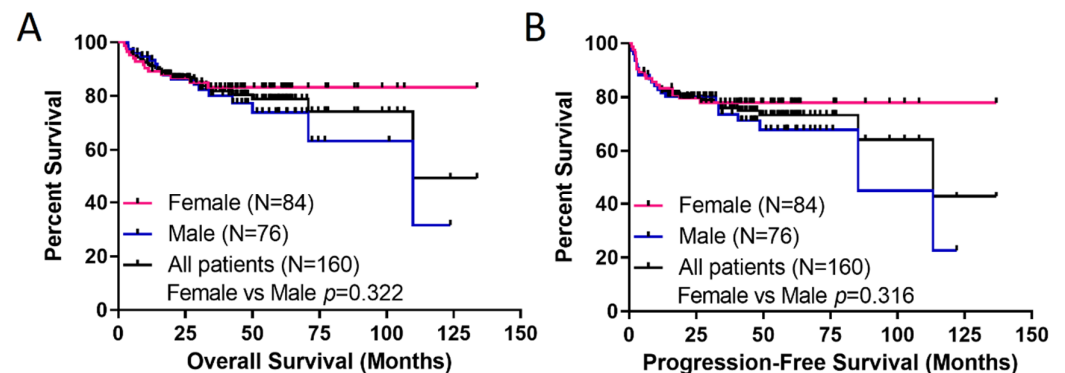 A
Percent Survival
100
80
60
40
20
0
Female (N=84)
Male (N=76)
All patients (N=160)
Female vs Male p=0.322
0 25 50 75 100 125 150
Overall Survival (Months)
B
Percent Survival
100
80
60
40
20
0
Female (N=84)
Male (N=76)
All patients (N=160)
Female vs Male p=0.316
0 25 50 75 100 125 150
Progression-Free Survival (Months)